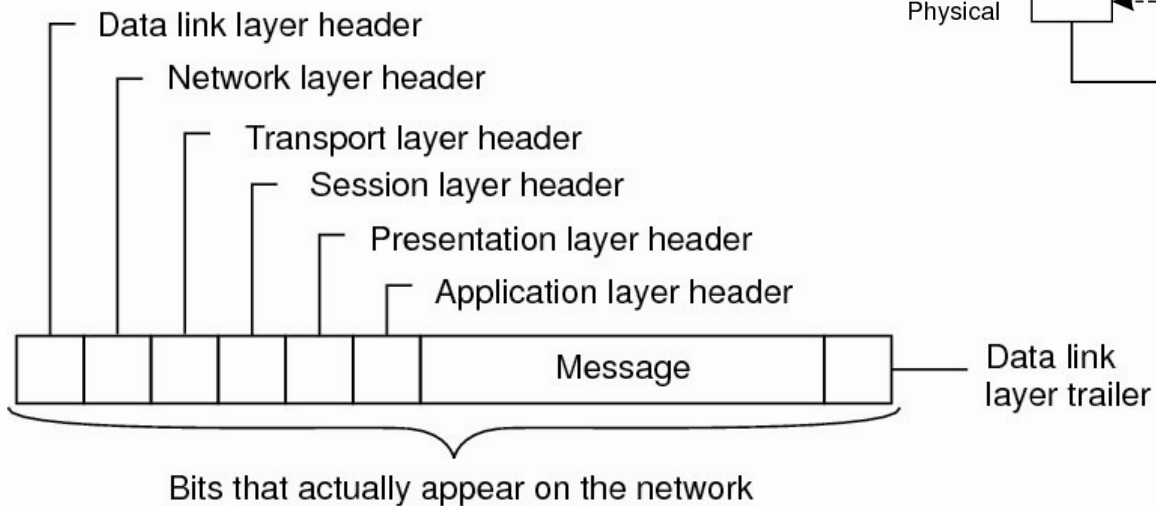 Physical
Data link layer header
Network layer header
Transport layer header
Session layer header
Presentation layer header
Application layer header
Message
Data link
layer trailer
Bits that actually appear on the network